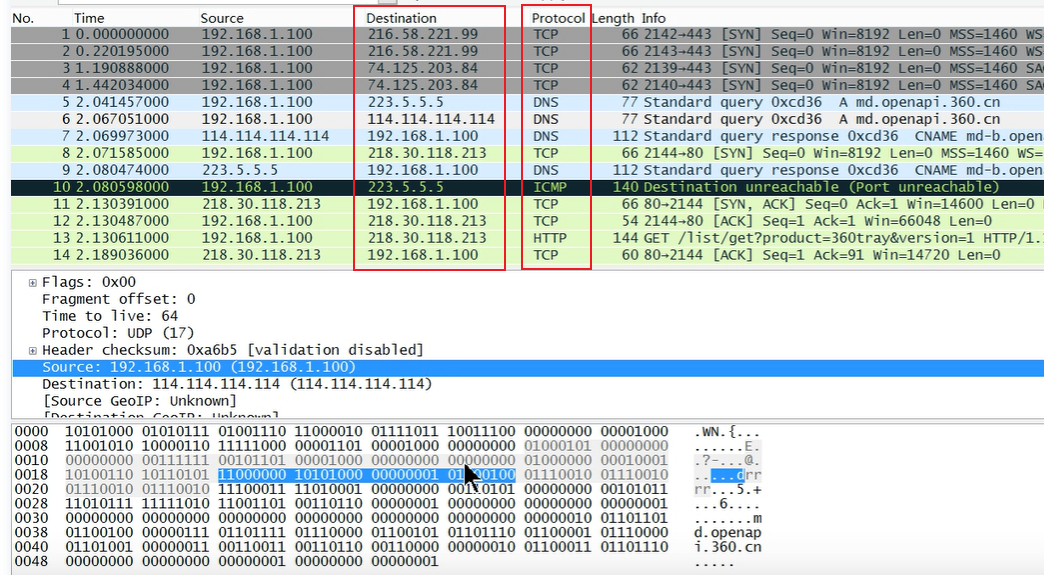 No. Time Source Destination Protocol Length Info
1 0.000000000 192.168.1.100 216.58.221.99 TCP 66 2142→443 [SYN] Seq=0 Win=8192 Len=0 MSS=1460 WS
2 0.220195000 192.168.1.100 216.58.221.99 TCP 66 2143→443 [SYN] Seq=0 Win=8192 Len=0 MSS=1460 WS
3 1.190888000 192.168.1.100 74.125.203.84 TCP 62 2139→443 [SYN] Seq=0 Win=8192 Len=0 MSS=1460 SA
4 1.442034000 192.168.1.100 74.125.203.84 TCP 62 2140→443 [SYN] Seq=0 Win=8192 Len=0 MSS=1460 SA
5 2.041457000 192.168.1.100 223.5.5.5 DNS 77 Standard query 0xcd36 A md.openapi.360.cn
6 2.067051000 192.168.1.100 114.114.114.114 DNS 77 Standard query 0xcd36 A md.openapi.360.cn
7 2.069973000 114.114.114.114 192.168.1.100 DNS 112 Standard query response 0xcd36 CNAME md-b.open
8 2.071585000 192.168.1.100 218.30.118.213 TCP 66 2144→80 [SYN] Seq=0 Win=8192 Len=0 MSS=1460 WS=
9 2.080474000 223.5.5.5 192.168.1.100 DNS 112 Standard query response 0xcd36 CNAME md-b.open
10 2.080598000 192.168.1.100 223.5.5.5 ICMP 140 Destination unreachable (Port unreachable)
11 2.130391000 218.30.118.213 192.168.1.100 TCP 66 80→2144 [SYN, ACK] Seq=0 Ack=1 Win=14600 Len=0
12 2.130487000 192.168.1.100 218.30.118.213 TCP 54 2144→80 [ACK] Seq=1 Ack=1 Win=66048 Len=0
13 2.130611000 192.168.1.100 218.30.118.213 HTTP 144 GET /list/get?product=360tray&version=1 HTTP/1.
14 2.189036000 218.30.118.213 192.168.1.100 TCP 60 80→2144 [ACK] Seq=1 Ack=91 Win=14720 Len=0
Flags: 0x00
Fragment offset: 0
Time to live: 64
Protocol: UDP (17)
Header checksum: 0xa6b5 [validation disabled]
Source: 192.168.1.100 (192.168.1.100)
Destination: 114.114.114.114 (114.114.114.114)
[Source GeoIP: Unknown]
[Destination GeoIP: Unknown]
0000 10101000 01010111 01001110 11000010 01111011 10011100 00000000 00001000 .WN.{...
0008 11001010 10000110 11111000 00001101 00001000 00000000 01000101 00000000 ......E.
0010 00000000 00111111 00101101 00001000 00000000 00000000 01000000 00010001 .?-...@.
0018 10100110 10110101 11000000 10101000 00000001 01100100 01110010 01110010 .....drr
0020 01110010 01110010 11100011 11010001 00000000 00110101 00000000 00101011 rr...5.+
0028 11010111 11111010 11001101 00110110 00000001 00000000 00000000 00000001 ...6....
0030 00000000 00000000 00000000 00000000 00000000 00000000 00000010 01101101 .......m
0038 01100100 00000111 01101111 01110000 01100101 01101110 01100001 01110000 d.openap
0040 01101001 00000011 00110011 00110110 00110000 00000010 01100011 01101110 i.360.cn
0048 00000000 00000000 00000001 00000000 00000001 .....